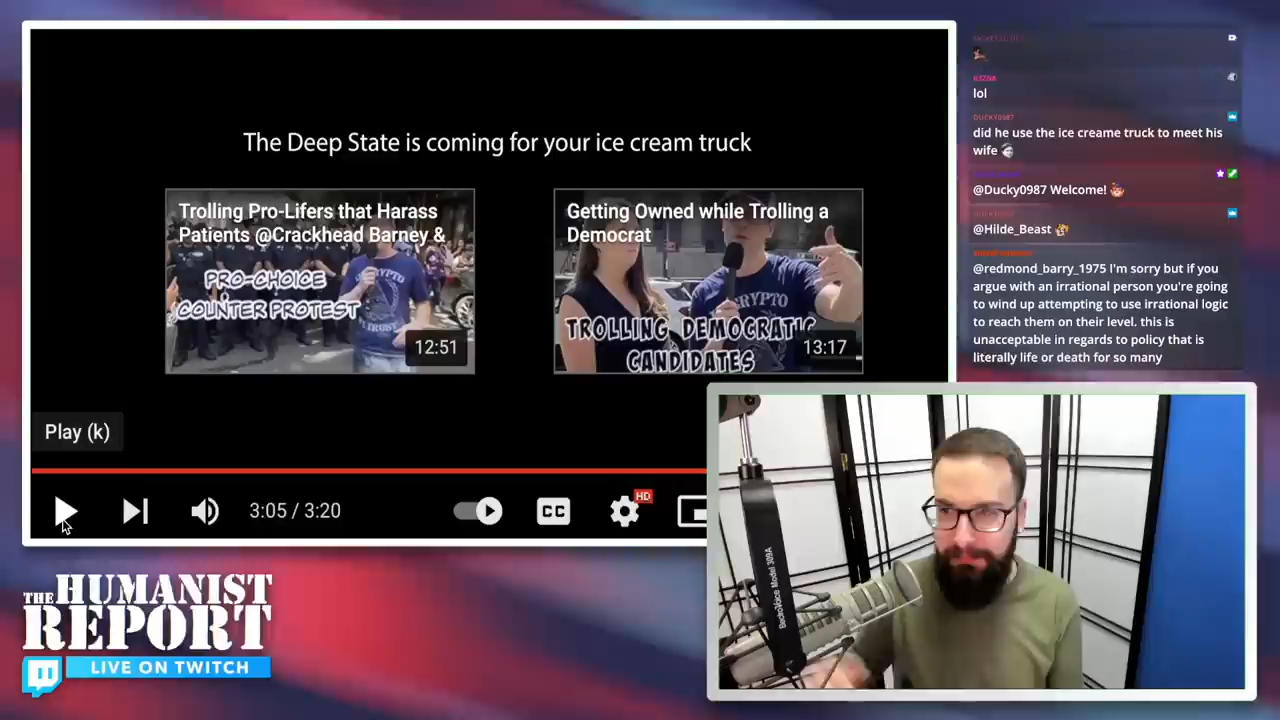 The Deep State is coming for your ice cream truck
Trolling Pro-Lifers that Harass
Patients @Crackhead Barney &
PRO-CHOICE
COUNTER PROTEST
12:51
Getting Owned while Trolling a
Democrat
CRYPTO
TROLLING DEMOCRATIC
CANDIDATES
13:17
Play (k)
3:05 / 3:20
CC
HD
THE HUMANIST
REPORT
LIVE ON TWITCH
lol
DUCKY0987
did he use the ice creame truck to meet his
wife
@Ducky0987 Welcome!
@Hilde_Beast
@redmond_barry_1975 I'm sorry but if you
argue with an irrational person you're going
to wind up attempting to use irrational logic
to reach them on their level. this is
unacceptable in regards to policy that is
literally life or death for so many
ElectroVoice Model 309A